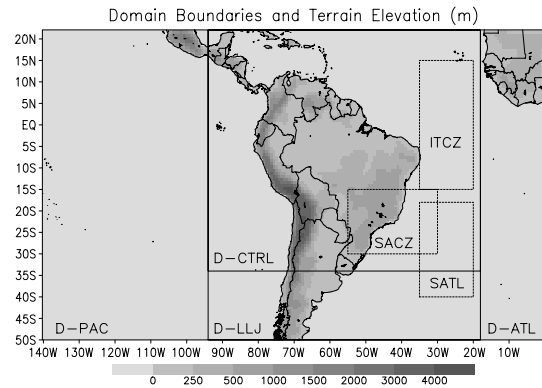 Domain Boundaries and Terrain Elevation (m)
20N
15N
10N
5N
EQ
5S
10S
15S
20S
25S
30S
35S
40S
45S
50S
ITCZ
SACZ
D-CTRL
SATL
D-PAC
D-LLJ
D-ATL
140W 130W 120W 110W 100W 90W 80W 70W 60W 50W 40W 30W 20W 10W
0 250 500 1000 1500 2000 3000 4000